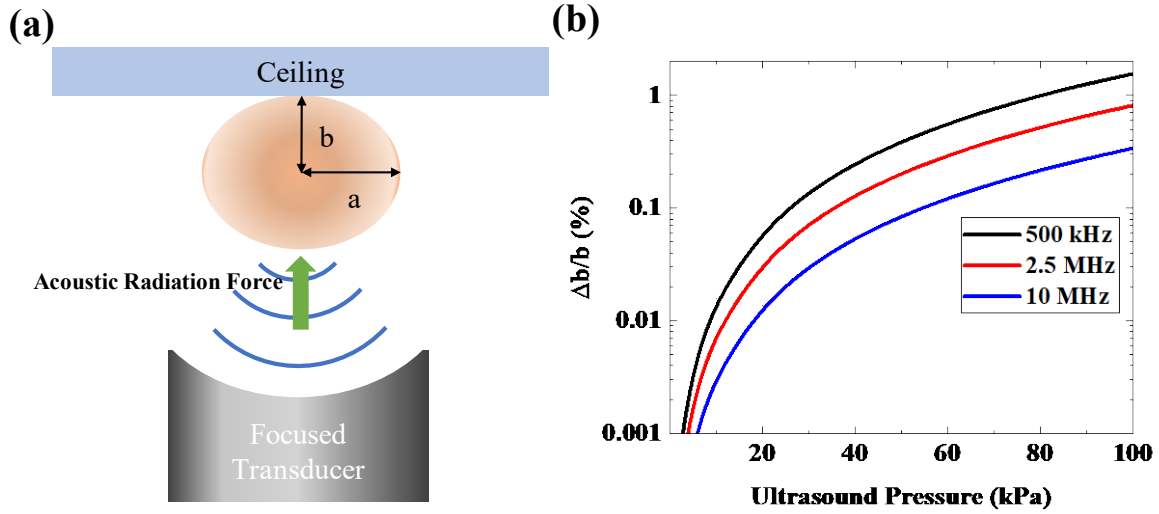 (a)
Ceiling
b
a
Acoustic Radiation Force
Focused
Transducer
(b)
Δb/b (%)
1
0.1
0.01
0.001
20
40
60
80
100
Ultrasound Pressure (kPa)
500 kHz
2.5 MHz
10 MHz